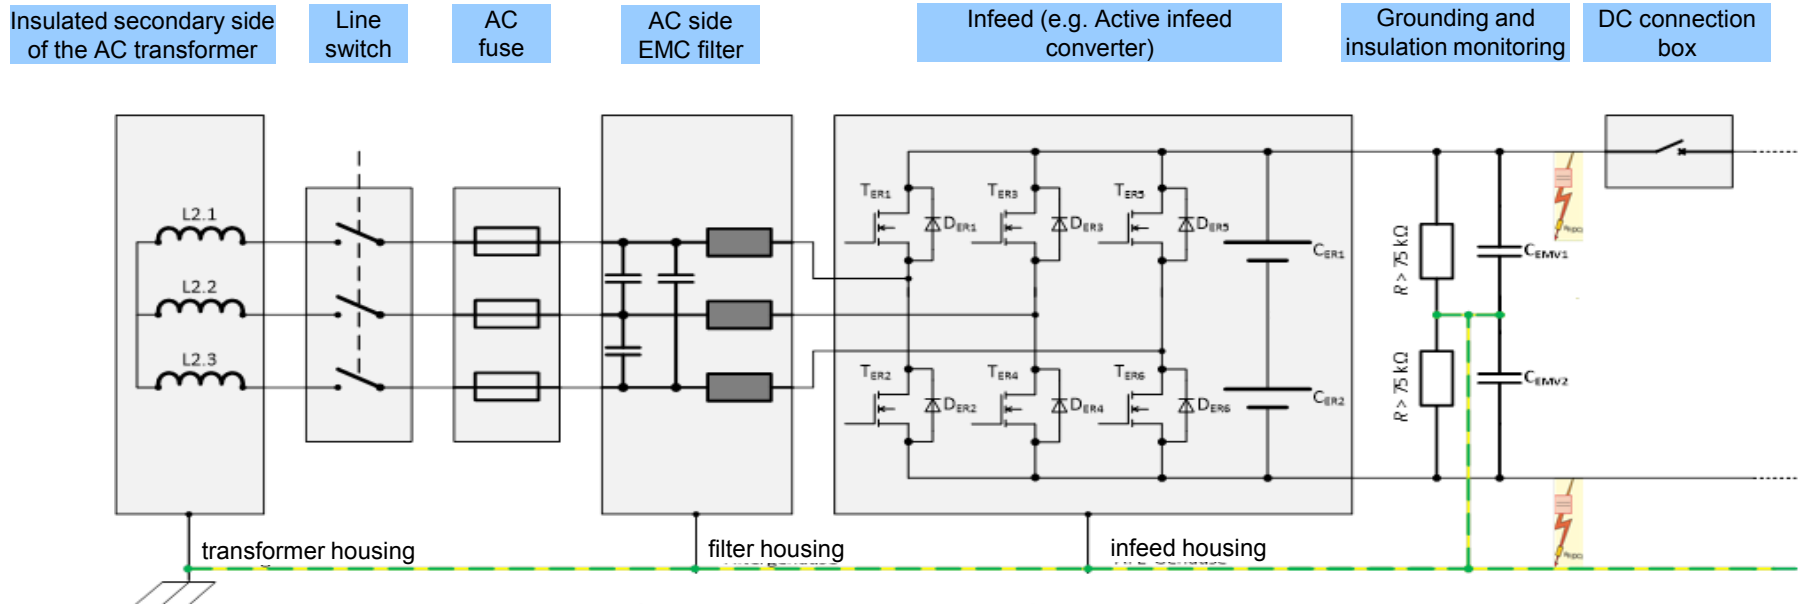 Insulated secondary side
of the AC transformer
Line
switch
AC
fuse
AC side
EMC filter
Infeed (e.g. Active infeed
converter)
Grounding and
insulation monitoring
DC connection
box
L2.1
L2.2
L2.3
TER1
DER1
TER3
DER3
TER5
DER5
CER1
TER2
DER2
TER4
DER4
TER6
DER6
CER2
R > 75 kΩ
CEMV1
R > 75 kΩ
CEMV2
transformer housing
filter housing
infeed housing